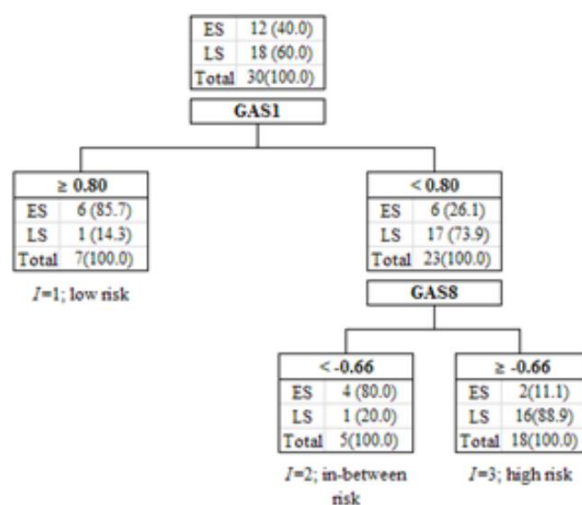 ES 12 (40.0)
LS 18 (60.0)
Total 30(100.0)
GAS1
≥ 0.80
ES 6 (85.7)
LS 1 (14.3)
Total 7(100.0)
I=1; low risk
< 0.80
ES 6 (26.1)
LS 17 (73.9)
Total 23(100.0)
GAS8
< -0.66
ES 4 (80.0)
LS 1 (20.0)
Total 5(100.0)
I=2; in-between
risk
≥ -0.66
ES 2(11.1)
LS 16(88.9)
Total 18(100.0)
I=3; high risk